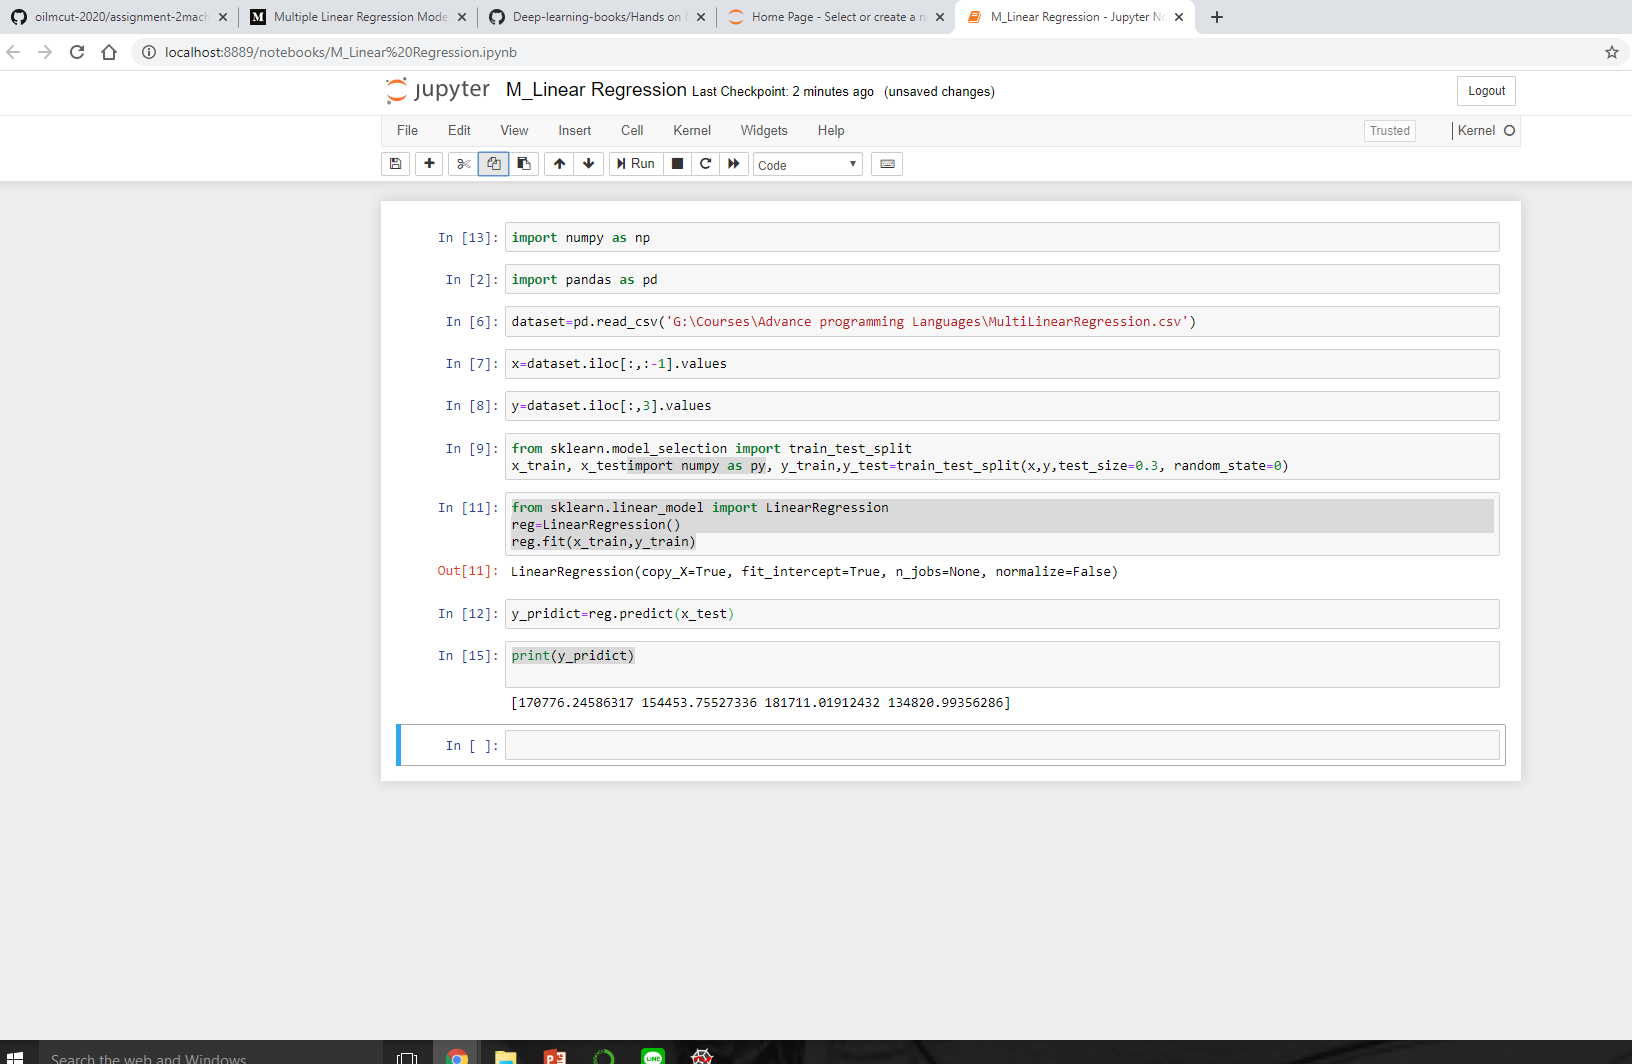 oilmcut-2020/assignment-2mach
Multiple Linear Regression Mode
Deep-learning-books/Hands on
Home Page - Select or create a n
M_Linear Regression - Jupyter No
localhost:8889/notebooks/M_Linear%20Regression.ipynb
jupyter M_Linear Regression Last Checkpoint: 2 minutes ago (unsaved changes)
Logout
File Edit View Insert Cell Kernel Widgets Help
Trusted
Kernel
Run
Code
In [13]: import numpy as np
In [2]: import pandas as pd
In [6]: dataset=pd.read_csv('G:\Courses\Advance programming Languages\MultiLinearRegression.csv')
In [7]: x=dataset.iloc[:,:-1].values
In [8]: y=dataset.iloc[:,3].values
In [9]: from sklearn.model_selection import train_test_split
x_train, x_testimport numpy as py, y_train,y_test=train_test_split(x,y,test_size=0.3, random_state=0)
In [11]: from sklearn.linear_model import LinearRegression
reg=LinearRegression()
reg.fit(x_train,y_train)
Out[11]: LinearRegression(copy_X=True, fit_intercept=True, n_jobs=None, normalize=False)
In [12]: y_pridict=reg.predict(x_test)
In [15]: print(y_pridict)
[170776.24586317 154453.75527336 181711.01912432 134820.99356286]
In [ ]:
Search the web and Windows